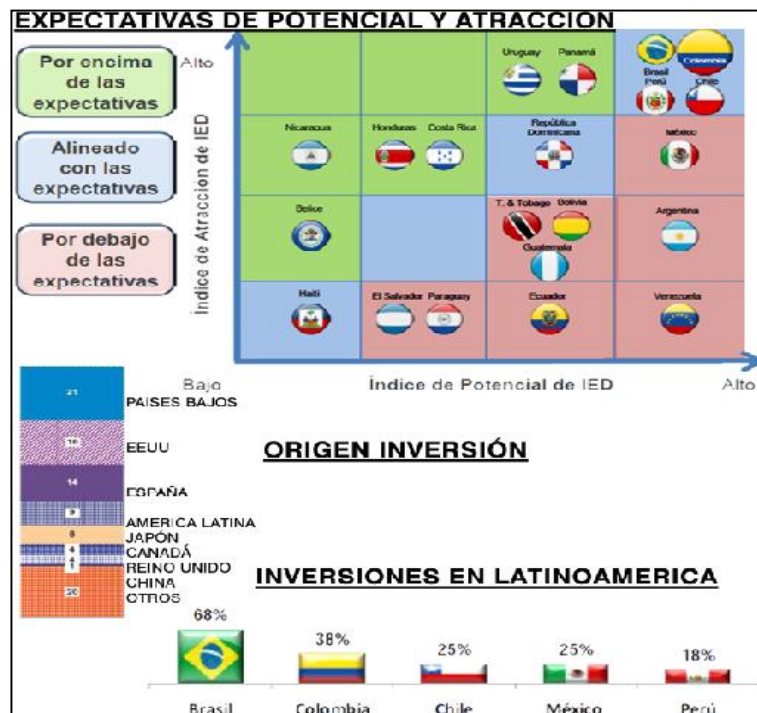 EXPECTATIVAS DE POTENCIAL Y ATRACCION
Por encima
de las
expectativas
Alineado
con las
expectativas
Por debajo
de las
expectativas
Índice de Atracción de IED
Alto
Uruguay
Panamá
Brasil
Colombia
Perú
Chile
Nicaragua
Honduras
Costa Rica
República
Dominicana
México
Belice
T. & Tobago
Bolivia
Guatemala
Argentina
Haití
El Salvador
Paraguay
Ecuador
Venezuela
Bajo
Índice de Potencial de IED
Alto
21
PAISES BAJOS
EEUU
14
ESPAÑA
9
AMERICA LATINA
JAPÓN
4
CANADÁ
4
REINO UNIDO
1
CHINA
OTROS
ORIGEN INVERSIÓN
INVERSIONES EN LATINOAMERICA
68%
38%
25%
25%
18%
Brasil
Colombia
Chile
México
Perú